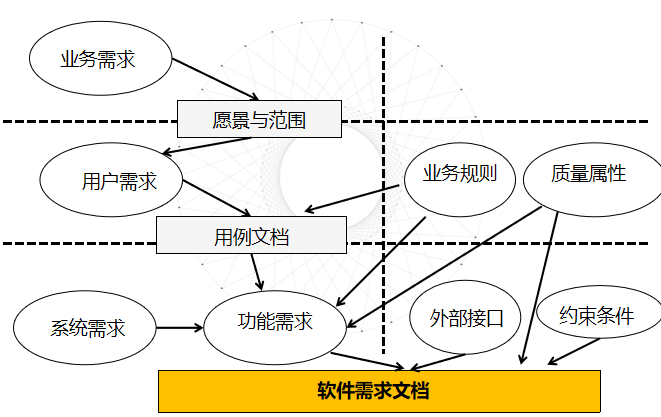 业务需求
愿景与范围
用户需求
业务规则
质量属性
用例文档
系统需求
功能需求
外部接口
约束条件
软件需求文档